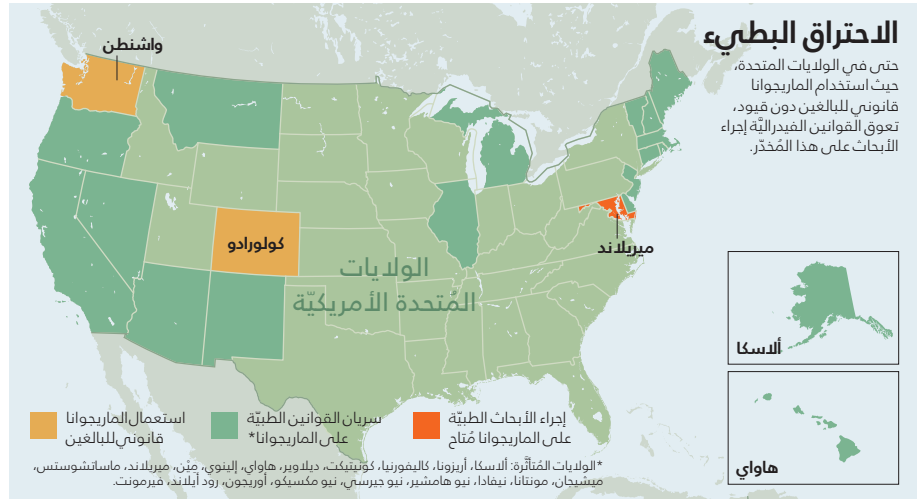 الاحتراق البطيء
حتى في الولايات المتحدة،
حيث استخدام الماريجوانا
قانوني للبالغين دون قيود،
تعوق القوانين الفيدراليَّة إجراء
الأبحاث على هذا المُخدّر.
واشنطن
كولورادو
ميريلاند
الولايات
المُتحدة الأمريكيّة
ألاسكا
هاواي
إجراء الأبحاث الطبيّة
على الماريجوانا مُتاح
سريان القوانين الطبيّة
على الماريجوانا*
استعمال الماريجوانا
قانوني للبالغين
*الولايات المُتأثَّرة: ألاسكا، أريزونا، كاليفورنيا، كونيتيكت، ديلاوير، هاواي، إلينوي، ميْن، ميريلاند، ماساتشوستس،
ميشيجان، مونتانا، نيفادا، نيو هامشير، نيو جيرسي، نيو مكسيكو، أوريجون، رود آيلاند، فيرمونت.